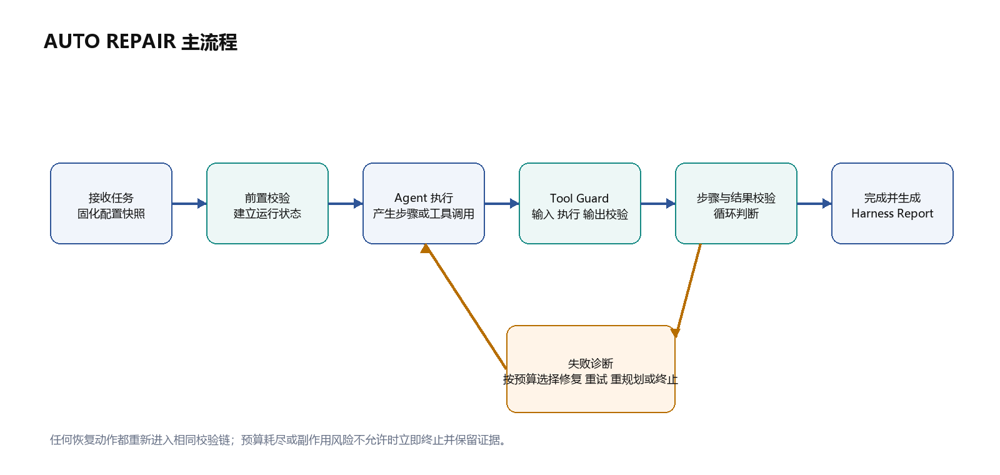 AUTO REPAIR 主流程
接收任务
固化配置快照
前置校验
建立运行状态
Agent 执行
产生步骤或工具调用
Tool Guard
输入 执行 输出校验
步骤与结果校验
循环判断
完成并生成
Harness Report
失败诊断
按预算选择修复 重试 重规划或终止
任何恢复动作都重新进入相同校验链；预算耗尽或副作用风险不允许时立即终止并保留证据。